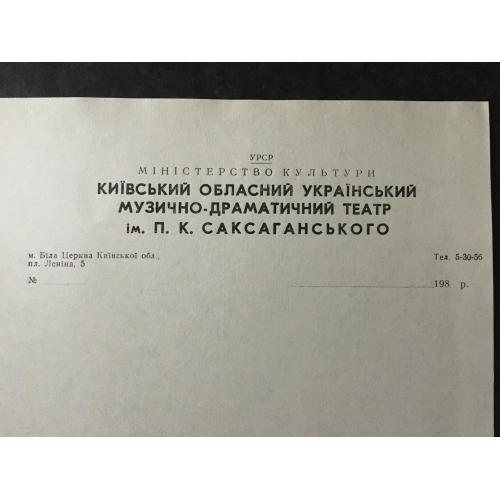 УРСР
МІНІСТЕРСТВО КУЛЬТУРИ
КИЇВСЬКИЙ ОБЛАСНИЙ УКРАЇНСЬКИЙ
МУЗИЧНО-ДРАМАТИЧНИЙ ТЕАТР
ім. П. К. САКСАГАНСЬКОГО
м. Біла Церква Київської обл.,
пл. Леніна, 5
Тел. 5-30-56
№
198 р.